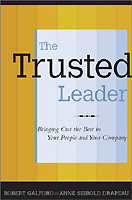 The
Trusted
Leader
Bringing Out the Best in
Your People and Your Company
ROBERT GALFORD • ANNE SEIBOLD DRAPEAU